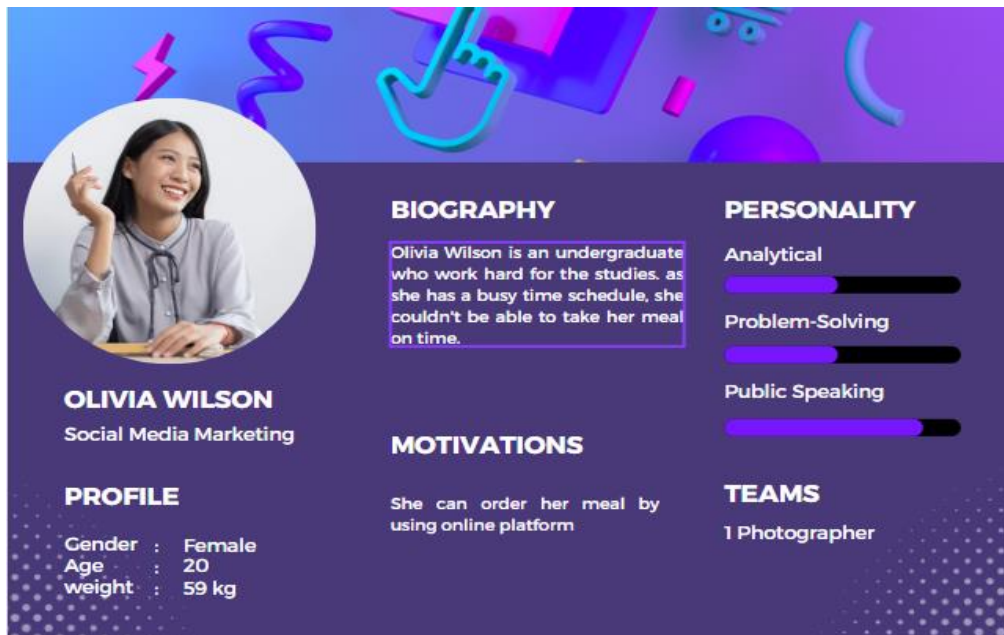 OLIVIA WILSON
Social Media Marketing
PROFILE
Gender : Female
Age : 20
weight : 59 kg
BIOGRAPHY
Olivia Wilson is an undergraduate
who work hard for the studies. as
she has a busy time schedule, she
couldn't be able to take her meal
on time.
MOTIVATIONS
She can order her meal by
using online platform
PERSONALITY
Analytical
Problem-Solving
Public Speaking
TEAMS
1 Photographer